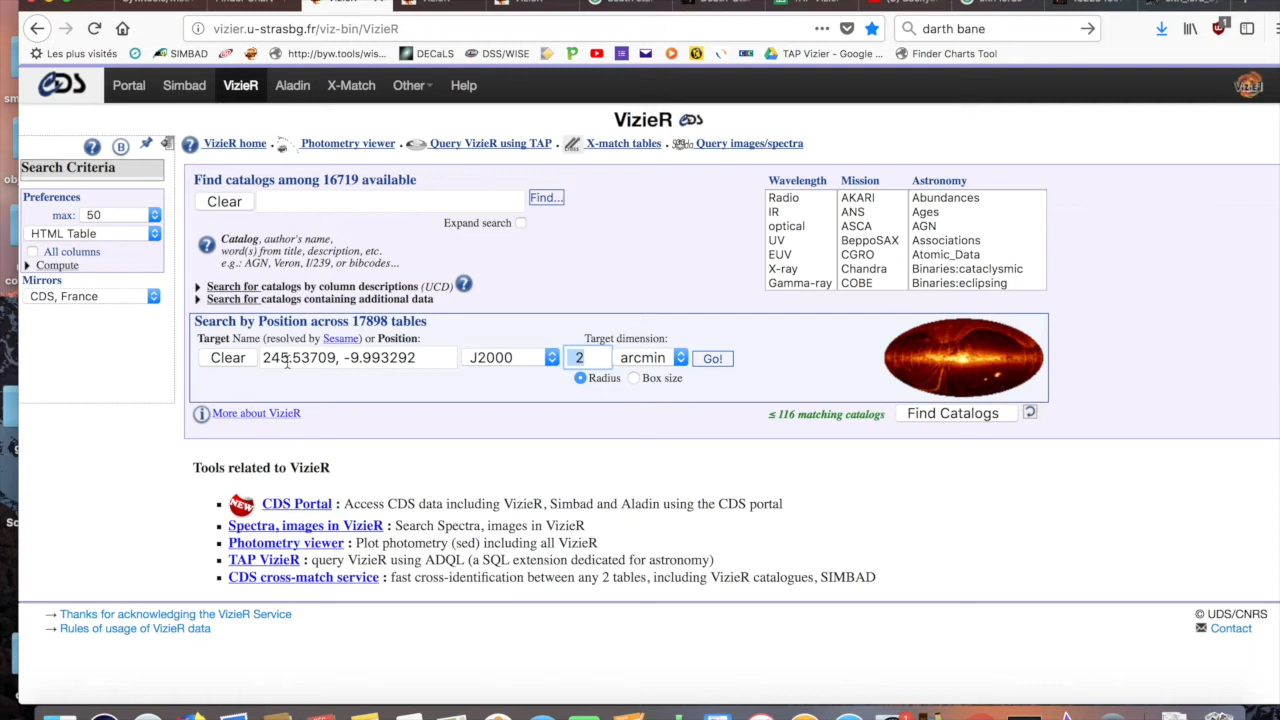 vizier.u-strasbg.fr/viz-bin/VizieR
darth bane
Les plus visités
SIMBAD
http://byw.tools/wis...
DECaLS
DSS/WISE
TAP Vizier - Google ...
Finder Charts Tool
CDS
Portal
Simbad
VizieR
Aladin
X-Match
Other
Help
VizieR CDS
VizieR home
Photometry viewer
Query VizieR using TAP
X-match tables
Query images/spectra
Search Criteria
Preferences
max: 50
HTML Table
All columns
Compute
Mirrors
CDS, France
Find catalogs among 16719 available
Clear
Find...
Expand search
Catalog, author's name,
word(s) from title, description, etc.
e.g.: AGN, Veron, I/239, or bibcodes...
Search for catalogs by column descriptions (UCD)
Search for catalogs containing additional data
Wavelength Mission Astronomy
Radio AKARI Abundances
IR ANS Ages
optical ASCA AGN
UV BeppoSAX Associations
EUV CGRO Atomic_Data
X-ray Chandra Binaries:cataclysmic
Gamma-ray COBE Binaries:eclipsing
Search by Position across 17898 tables
Target Name (resolved by Sesame) or Position:
Target dimension:
Clear 245.53709, -9.993292 J2000 2 arcmin Go!
Radius Box size
More about VizieR
≤ 116 matching catalogs
Find Catalogs
Tools related to VizieR
NEW CDS Portal : Access CDS data including VizieR, Simbad and Aladin using the CDS portal
Spectra, images in VizieR : Search Spectra, images in VizieR
Photometry viewer : Plot photometry (sed) including all VizieR
TAP VizieR : query VizieR using ADQL (a SQL extension dedicated for astronomy)
CDS cross-match service : fast cross-identification between any 2 tables, including VizieR catalogues, SIMBAD
→ Thanks for acknowledging the VizieR Service
→ Rules of usage of VizieR data
© UDS/CNRS
Contact